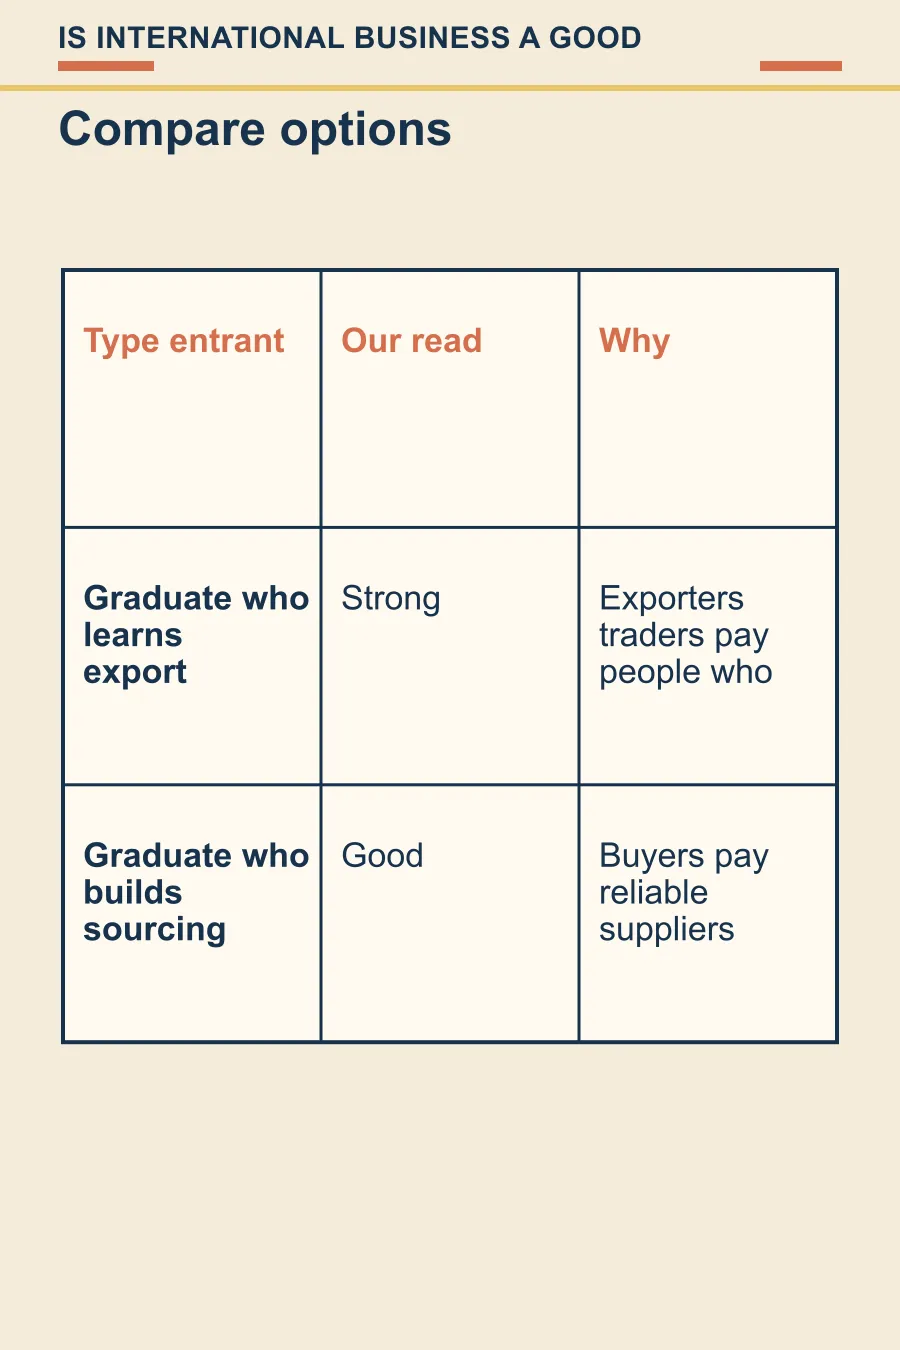 IS INTERNATIONAL BUSINESS A GOOD
Compare options
Type entrant
Our read
Why
Graduate who
learns
export
Strong
Exporters
traders pay
people who
Graduate who
builds
sourcing
Good
Buyers pay
reliable
suppliers